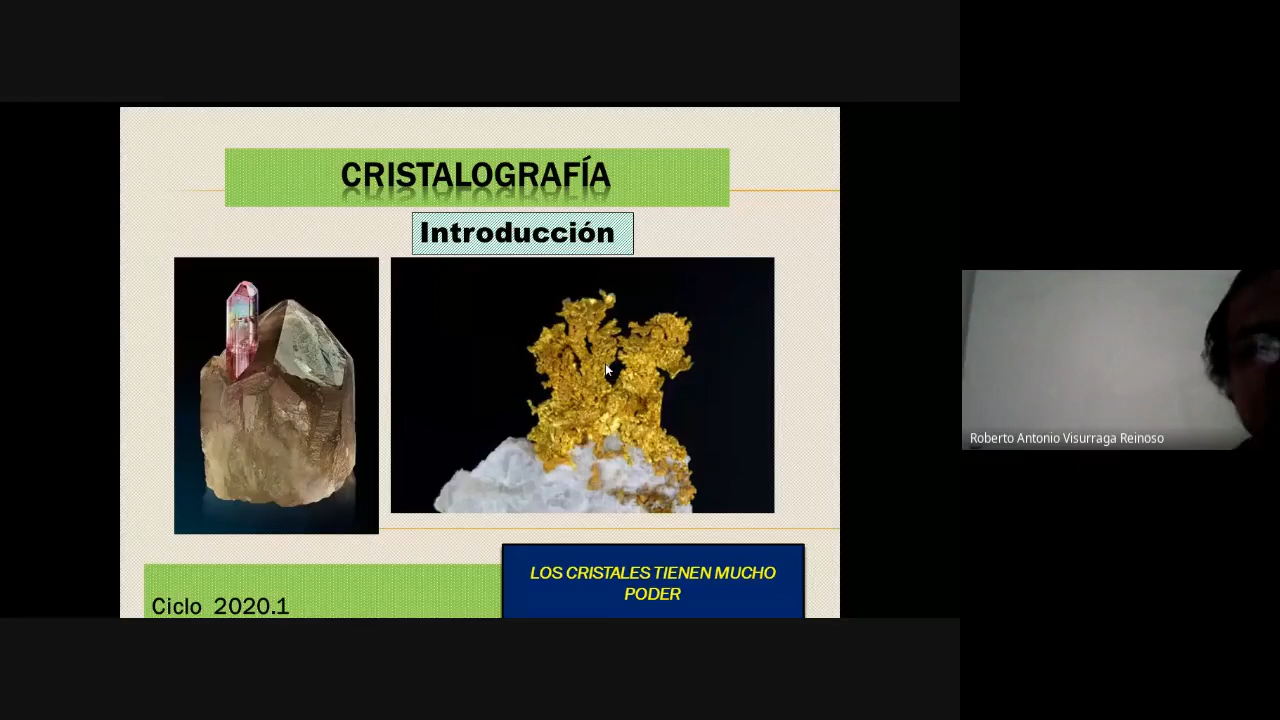 CRISTALOGRAFÍA
Introducción
LOS CRISTALES TIENEN MUCHO
PODER
Ciclo 2020.1
Roberto Antonio Visurraga Reinoso